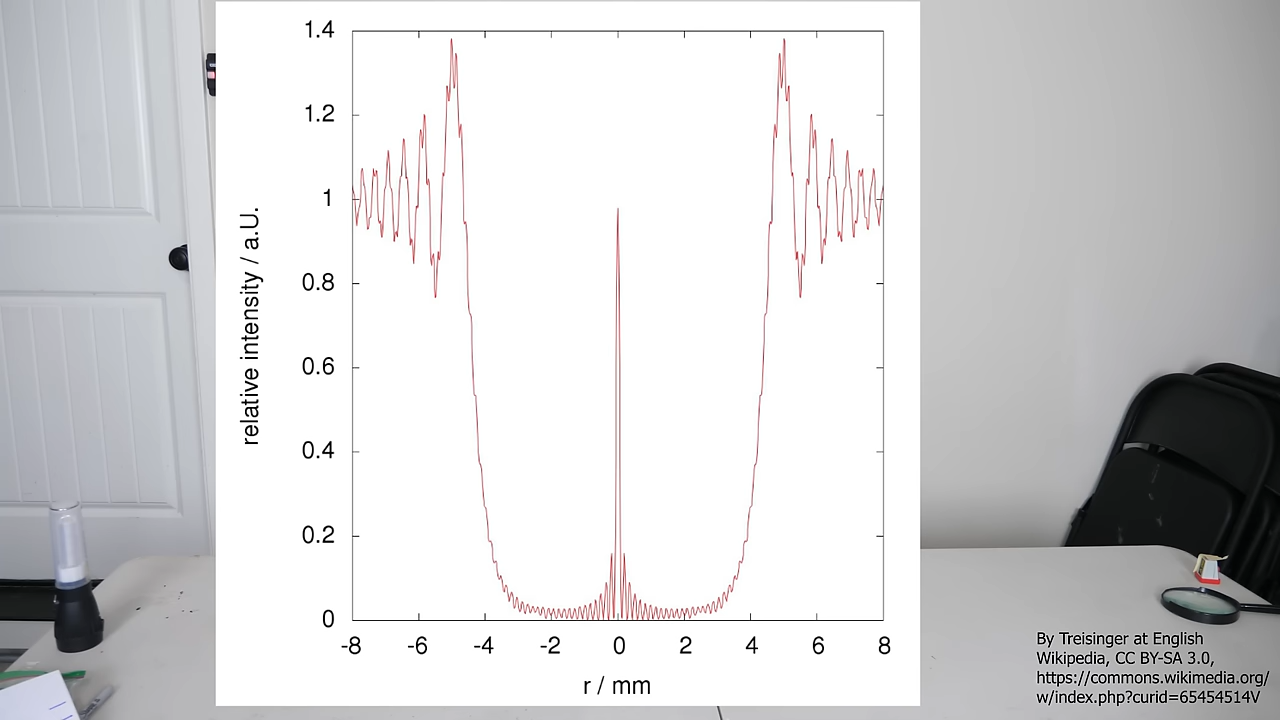 1.4
1.2
1
0.8
0.6
0.4
0.2
0
relative intensity / a.U.
-8 -6 -4 -2 0 2 4 6 8
r / mm
By Treisinger at English
Wikipedia, CC BY-SA 3.0,
https://commons.wikimedia.org/
w/index.php?curid=65454514V